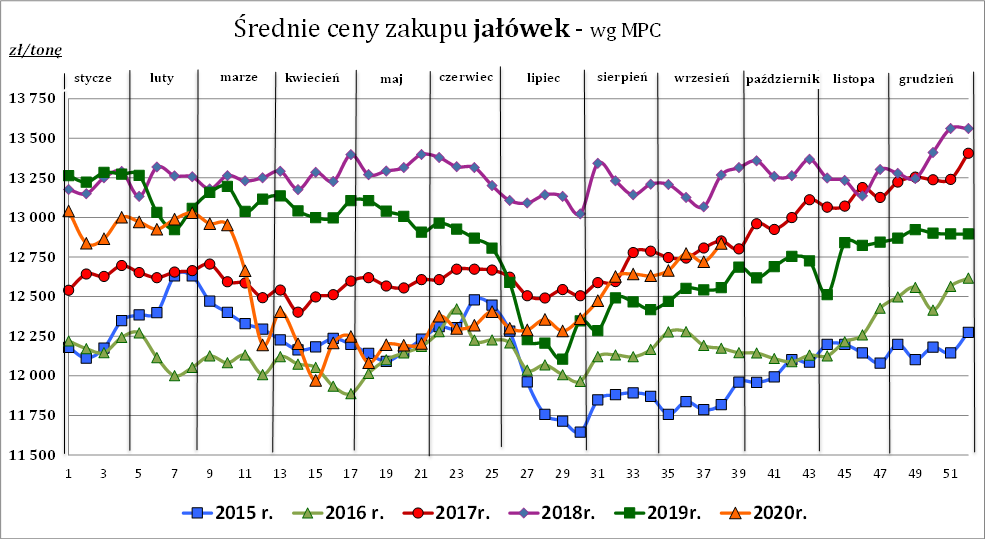 Średnie ceny zakupu jałówek - wg MPC
zł/tonę
stycze luty marze kwiecień maj czerwiec lipiec sierpień wrzesień październik listopa grudzień
13 750
13 500
13 250
13 000
12 750
12 500
12 250
12 000
11 750
11 500
1 3 5 7 9 11 13 15 17 19 21 23 25 27 29 31 33 35 37 39 41 43 45 47 49 51
2015 r. 2016 r. 2017r. 2018r. 2019r. 2020r.